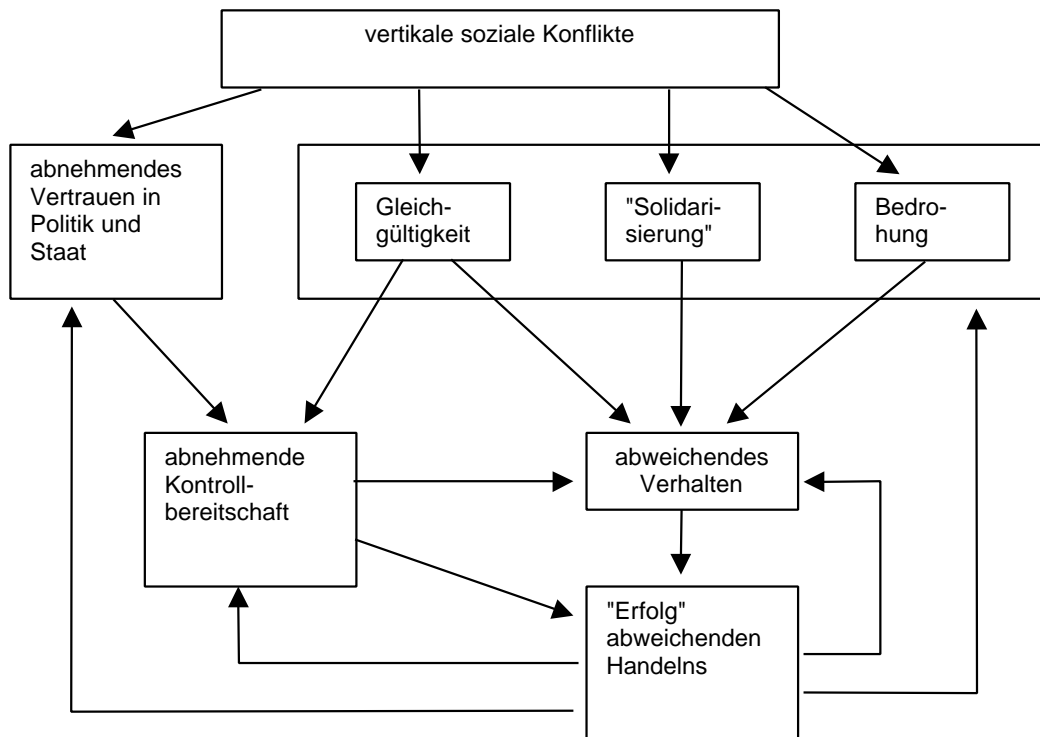 vertikale soziale Konflikte
abnehmendes
Vertrauen in
Politik und
Staat
Gleich-
gültigkeit
"Solidari-
sierung"
Bedro-
hung
abnehmende
Kontroll-
bereitschaft
abweichendes
Verhalten
"Erfolg"
abweichenden
Handelns